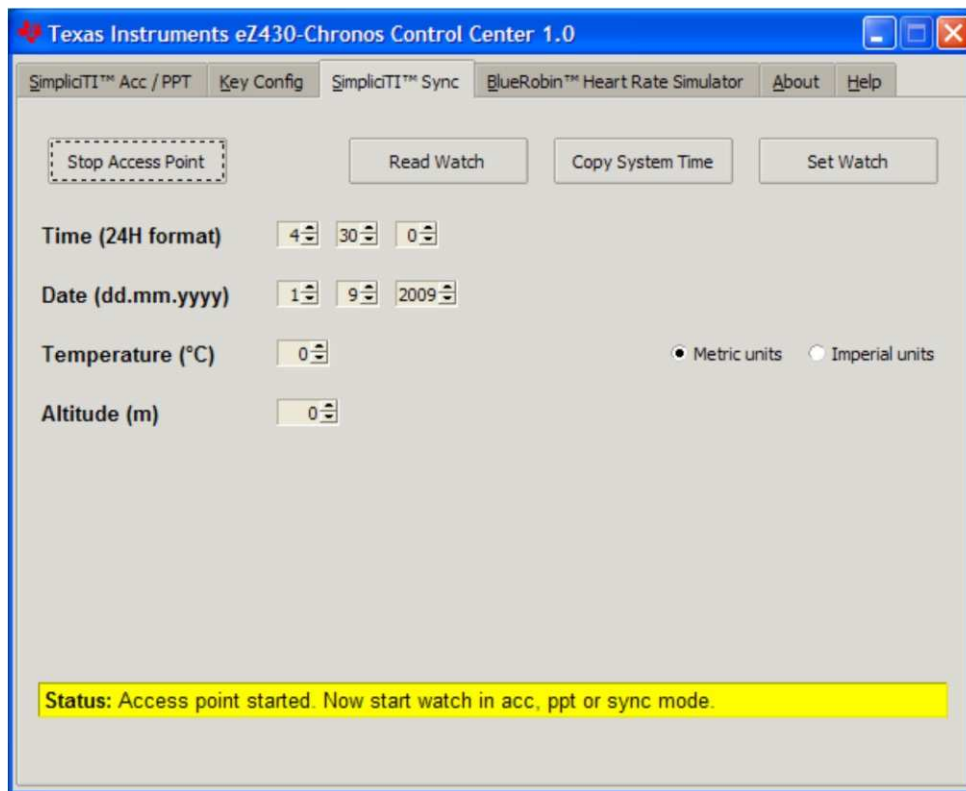 Texas Instruments eZ430-Chronos Control Center 1.0
SimpliciTI™ Acc / PPT Key Config SimpliciTI™ Sync BlueRobin™ Heart Rate Simulator About Help
Stop Access Point Read Watch Copy System Time Set Watch
Time (24H format) 4 30 0
Date (dd.mm.yyyy) 1 9 2009
Temperature (°C) 0 Metric units Imperial units
Altitude (m) 0
Status: Access point started. Now start watch in acc, ppt or sync mode.